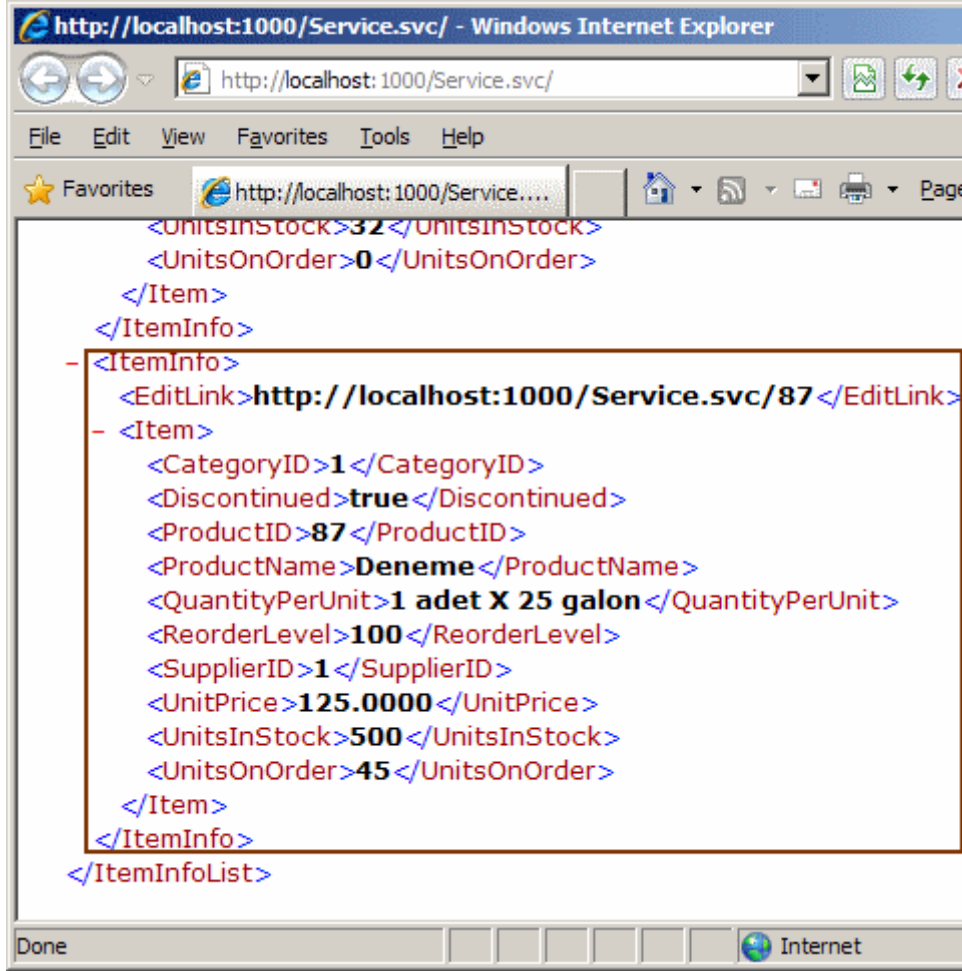 http://localhost:1000/Service.svc/ - Windows Internet Explorer
http://localhost:1000/Service.svc/
File Edit View Favorites Tools Help
Favorites http://localhost:1000/Service.... Page
<UnitsInStock>32</UnitsInStock>
<UnitsOnOrder>0</UnitsOnOrder>
</Item>
</ItemInfo>
- <ItemInfo>
<EditLink>http://localhost:1000/Service.svc/87</EditLink>
- <Item>
<CategoryID>1</CategoryID>
<Discontinued>true</Discontinued>
<ProductID>87</ProductID>
<ProductName>Deneme</ProductName>
<QuantityPerUnit>1 adet X 25 galon</QuantityPerUnit>
<ReorderLevel>100</ReorderLevel>
<SupplierID>1</SupplierID>
<UnitPrice>125.0000</UnitPrice>
<UnitsInStock>500</UnitsInStock>
<UnitsOnOrder>45</UnitsOnOrder>
</Item>
</ItemInfo>
</ItemInfoList>
Done Internet